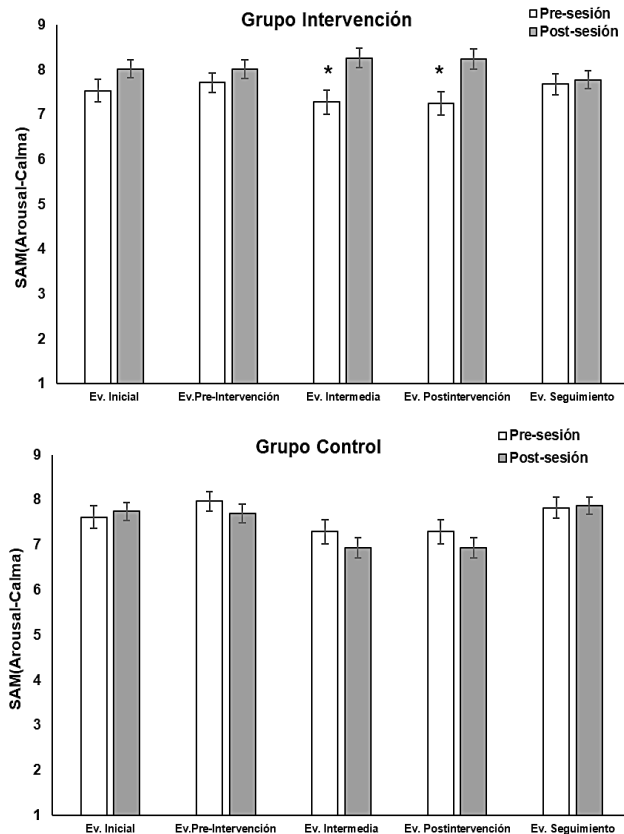 Grupo Intervención
Pre-sesión
Post-sesión
SAM(Arousal-Calma)
9
8
7
6
5
4
3
2
1
*
*
Ev. Inicial
Ev.Pre-Intervención
Ev. Intermedia
Ev. Postintervención
Ev. Seguimiento
Grupo Control
Pre-sesión
Post-sesión
SAM(Arousal-Calma)
9
8
7
6
5
4
3
2
1
Ev. Inicial
Ev.Pre-Intervención
Ev. Intermedia
Ev. Postintervención
Ev. Seguimiento